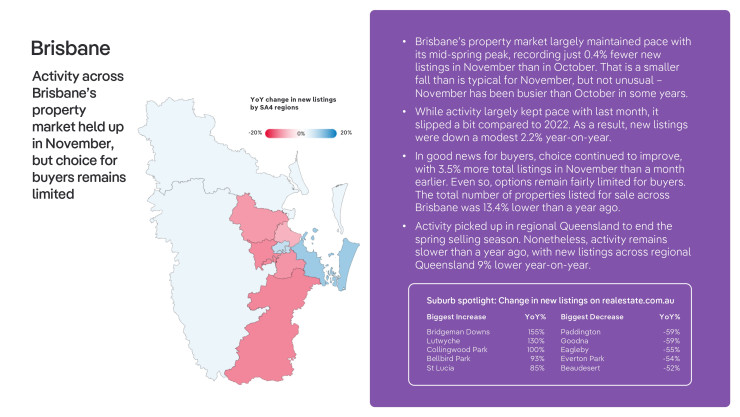 Brisbane
Activity across
Brisbane’s
property
market held up
in November,
but choice for
buyers remains
limited
YoY change in new listings
by SA4 regions
-20% 0% 20%
• Brisbane’s property market largely maintained pace with
its mid-spring peak, recording just 0.4% fewer new
listings in November than in October. That is a smaller
fall than is typical for November, but not unusual –
November has been busier than October in some years.
• While activity largely kept pace with last month, it
slipped a bit compared to 2022. As a result, new listings
were down a modest 2.2% year-on-year.
• In good news for buyers, choice continued to improve,
with 3.5% more total listings in November than a month
earlier. Even so, options remain fairly limited for buyers.
The total number of properties listed for sale across
Brisbane was 13.4% lower than a year ago.
• Activity picked up in regional Queensland to end the
spring selling season. Nonetheless, activity remains
slower than a year ago, with new listings across regional
Queensland 9% lower year-on-year.
Suburb spotlight: Change in new listings on realestate.com.au
Biggest Increase YoY% Biggest Decrease YoY%
Bridgeman Downs 155% Paddington -59%
Lutwyche 130% Goodna -59%
Collingwood Park 100% Eagleby -55%
Bellbird Park 93% Everton Park -54%
St Lucia 85% Beaudesert -52%